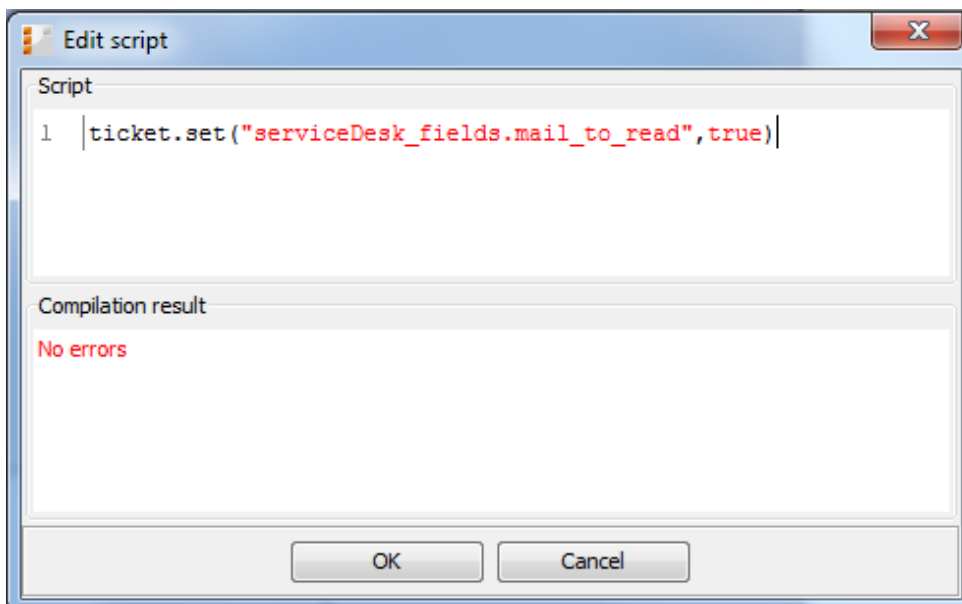 Edit script
Script
1 ticket.set("serviceDesk_fields.mail_to_read",true)
Compilation result
No errors
OK Cancel